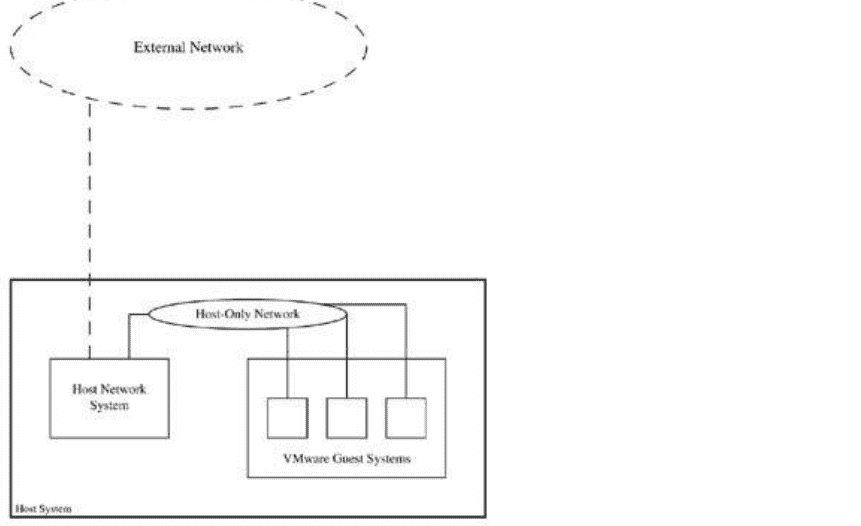 External Network
Host-Only Network
Host Network
System
VMware Guest Systems
Host System